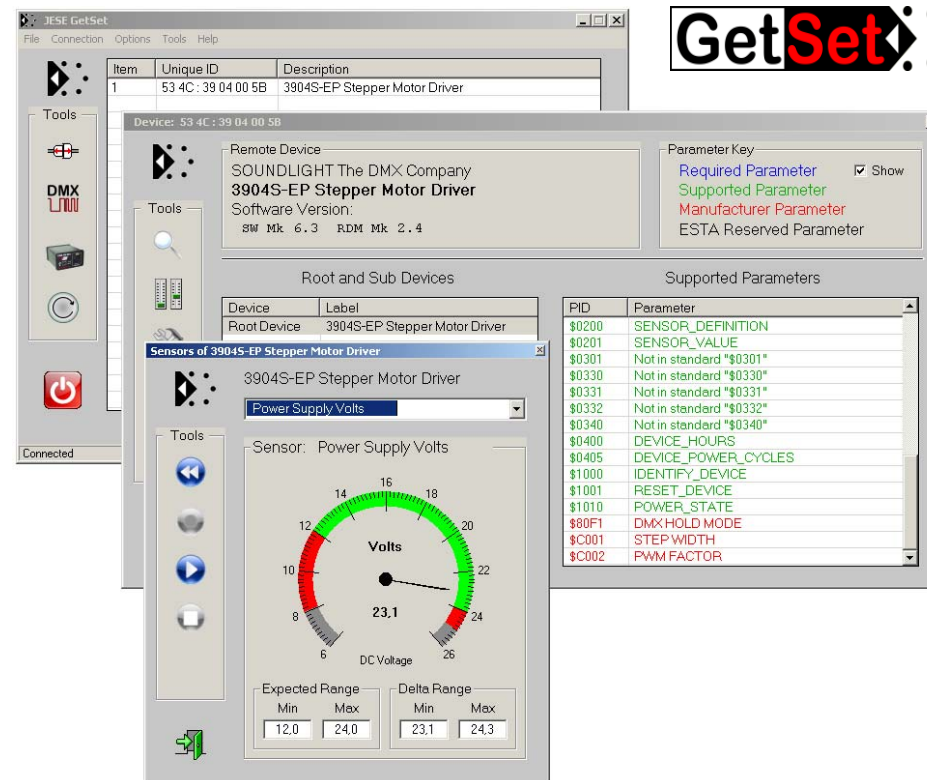 JESE GetSet
GetSet
File Connection Options Tools Help
Item Unique ID Description
1 53 4C : 39 04 00 5B 3904S-EP Stepper Motor Driver
Tools
DMX
Connected
Device: 53 4C : 39 04 00 5B
Remote Device
SOUNDLIGHT The DMX Company
3904S-EP Stepper Motor Driver
Software Version:
SW Mk 6.3 RDM Mk 2.4
Parameter Key
Required Parameter Show
Supported Parameter
Manufacturer Parameter
ESTA Reserved Parameter
Tools
Root and Sub Devices
Device Label
Root Device 3904S-EP Stepper Motor Driver
Supported Parameters
PID Parameter
$0200 SENSOR_DEFINITION
$0201 SENSOR_VALUE
$0301 Not in standard "$0301"
$0330 Not in standard "$0330"
$0331 Not in standard "$0331"
$0332 Not in standard "$0332"
$0340 Not in standard "$0340"
$0400 DEVICE_HOURS
$0405 DEVICE_POWER_CYCLES
$1000 IDENTIFY_DEVICE
$1001 RESET_DEVICE
$1010 POWER_STATE
$80F1 DMX HOLD MODE
$C001 STEP WIDTH
$C002 PWM FACTOR
Sensors of 3904S-EP Stepper Motor Driver
3904S-EP Stepper Motor Driver
Power Supply Volts
Tools
Sensor: Power Supply Volts
6 8 10 12 14 16 18 20 22 24 26
Volts
23,1
DC Voltage
Expected Range Delta Range
Min Max Min Max
12,0 24,0 23,1 24,3